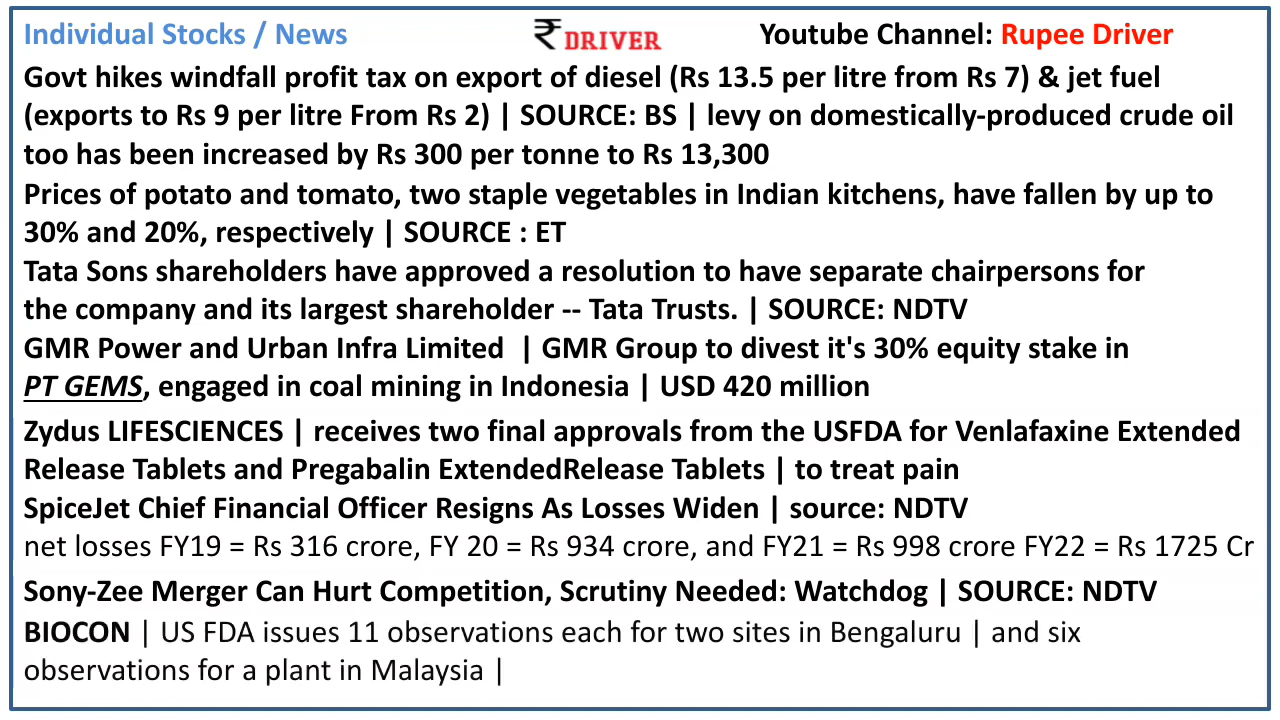 Individual Stocks / News ₹ DRIVER Youtube Channel: Rupee Driver
Govt hikes windfall profit tax on export of diesel (Rs 13.5 per litre from Rs 7) & jet fuel
(exports to Rs 9 per litre From Rs 2) | SOURCE: BS | levy on domestically-produced crude oil
too has been increased by Rs 300 per tonne to Rs 13,300
Prices of potato and tomato, two staple vegetables in Indian kitchens, have fallen by up to
30% and 20%, respectively | SOURCE : ET
Tata Sons shareholders have approved a resolution to have separate chairpersons for
the company and its largest shareholder -- Tata Trusts. | SOURCE: NDTV
GMR Power and Urban Infra Limited | GMR Group to divest it's 30% equity stake in
PT GEMS, engaged in coal mining in Indonesia | USD 420 million
Zydus LIFESCIENCES | receives two final approvals from the USFDA for Venlafaxine Extended
Release Tablets and Pregabalin ExtendedRelease Tablets | to treat pain
SpiceJet Chief Financial Officer Resigns As Losses Widen | source: NDTV
net losses FY19 = Rs 316 crore, FY 20 = Rs 934 crore, and FY21 = Rs 998 crore FY22 = Rs 1725 Cr
Sony-Zee Merger Can Hurt Competition, Scrutiny Needed: Watchdog | SOURCE: NDTV
BIOCON | US FDA issues 11 observations each for two sites in Bengaluru | and six
observations for a plant in Malaysia |